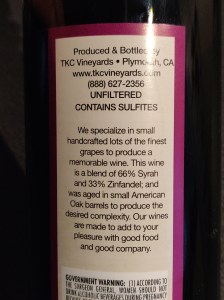 Produced & Bottled by
TKC Vineyards • Plymouth, CA
www.tkcvineyards.com
(888) 627-2356
UNFILTERED
CONTAINS SULFITES
We specialize in small
handcrafted lots of the finest
grapes to produce a
memorable wine. This wine
is a blend of 66% Syrah
and 33% Zinfandel; and
was aged in small American
Oak barrels to produce the
desired complexity. Our wines
are made to add to your
pleasure with good food
and good company.
GOVERNMENT WARNING: (1) ACCORDING TO
THE SURGEON GENERAL, WOMEN SHOULD NOT
DRINK ALCOHOLIC BEVERAGES DURING PREGNANCY